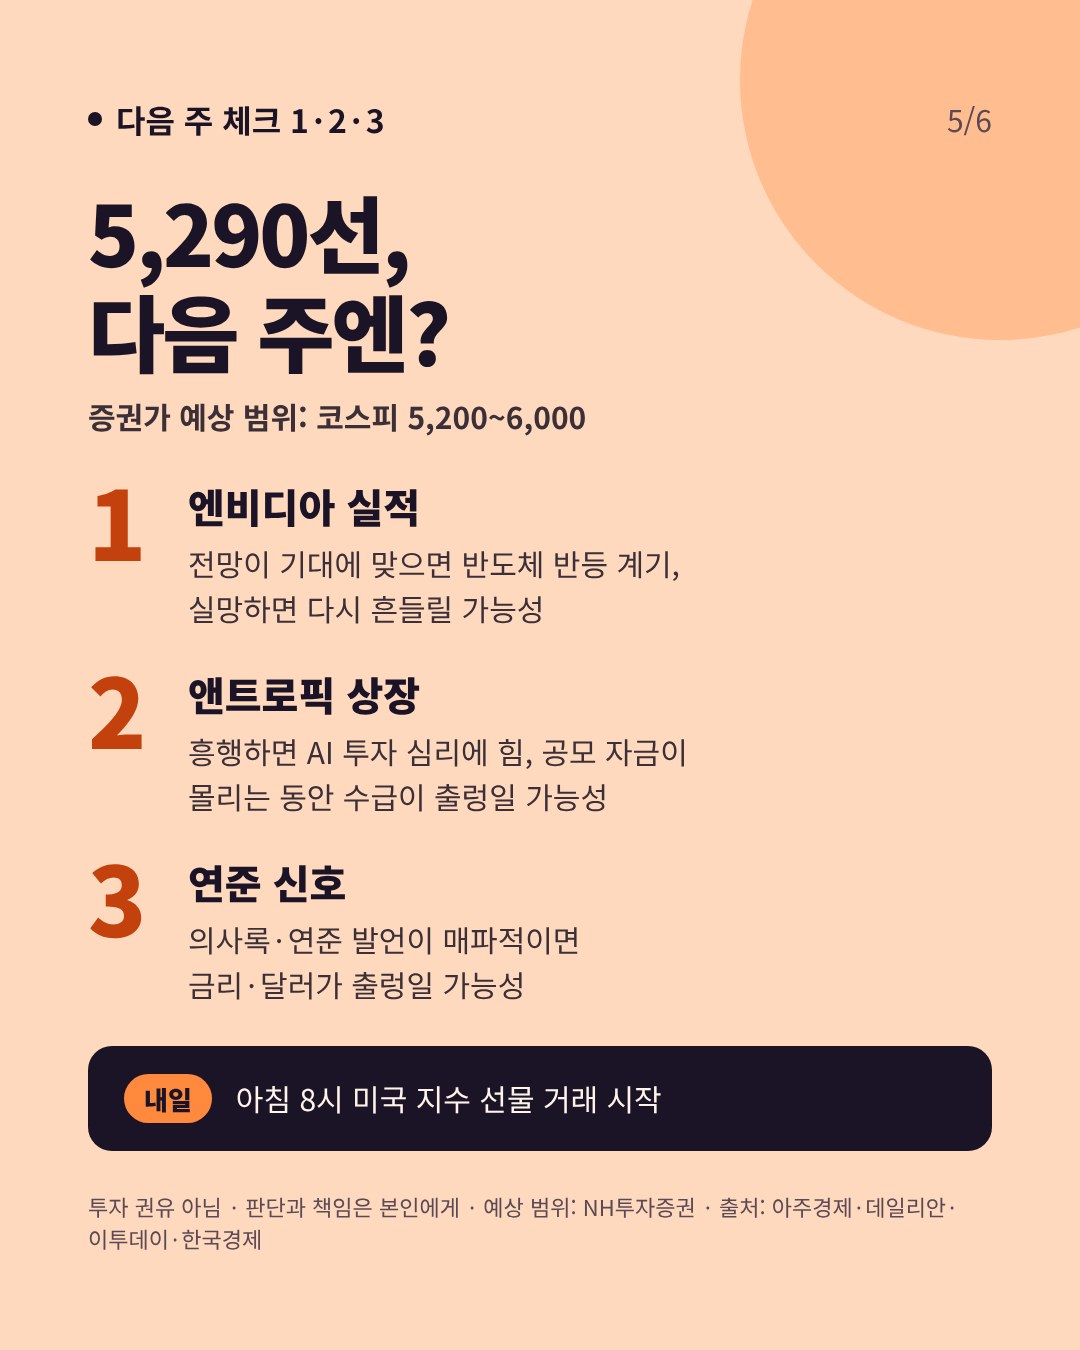 • 다음 주 체크 1·2·3
5/6
5,290선,
다음 주엔?
증권가 예상 범위: 코스피 5,200~6,000
1 엔비디아 실적
전망이 기대에 맞으면 반도체 반등 계기,
실망하면 다시 흔들릴 가능성
2 앤트로픽 상장
흥행하면 AI 투자 심리에 힘, 공모 자금이
몰리는 동안 수급이 출렁일 가능성
3 연준 신호
의사록·연준 발언이 매파적이면
금리·달러가 출렁일 가능성
내일 아침 8시 미국 지수 선물 거래 시작
투자 권유 아님 · 판단과 책임은 본인에게 · 예상 범위: NH투자증권 · 출처: 아주경제·데일리안·
이투데이·한국경제